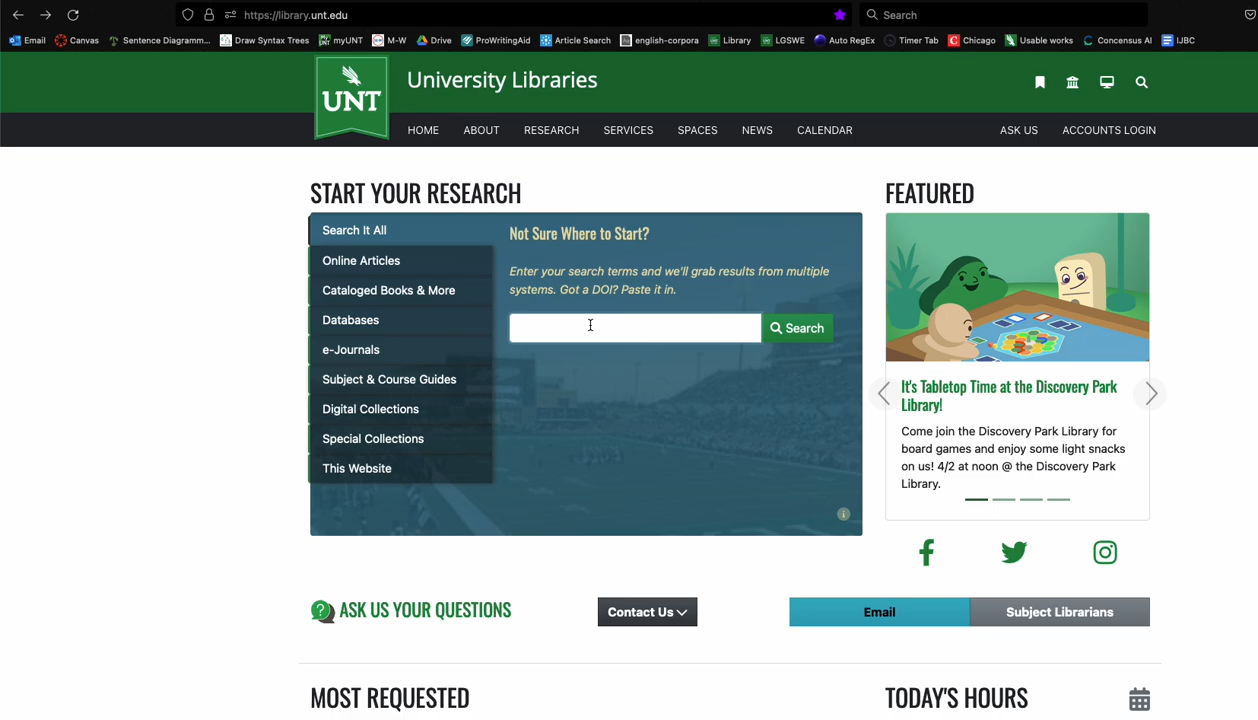 https://library.unt.edu
Search
Email
Canvas
Sentence Diagramm...
Draw Syntax Trees
myUNT
M-W
Drive
ProWritingAid
Article Search
english-corpora
Library
LGSWE
Auto RegEx
Timer Tab
Chicago
Usable works
Concensus AI
IJBC
UNT
University Libraries
HOME
ABOUT
RESEARCH
SERVICES
SPACES
NEWS
CALENDAR
ASK US
ACCOUNTS LOGIN
START YOUR RESEARCH
Search It All
Online Articles
Cataloged Books & More
Databases
e-Journals
Subject & Course Guides
Digital Collections
Special Collections
This Website
Not Sure Where to Start?
Enter your search terms and we'll grab results from multiple
systems. Got a DOI? Paste it in.
Search
FEATURED
It's Tabletop Time at the Discovery Park
Library!
Come join the Discovery Park Library for
board games and enjoy some light snacks
on us! 4/2 at noon @ the Discovery Park
Library.
ASK US YOUR QUESTIONS
Contact Us
Email
Subject Librarians
MOST REQUESTED
TODAY'S HOURS